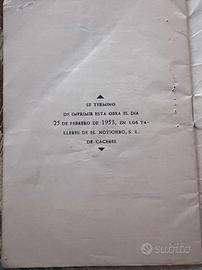 SE TERMINO
DE IMPRIMIR ESTA OBRA EL DIA
25 DE FEBRERO DE 1953, EN LOS TA-
LLERES DE EL NOTICIERO, S. L.
DE CACERES
subito